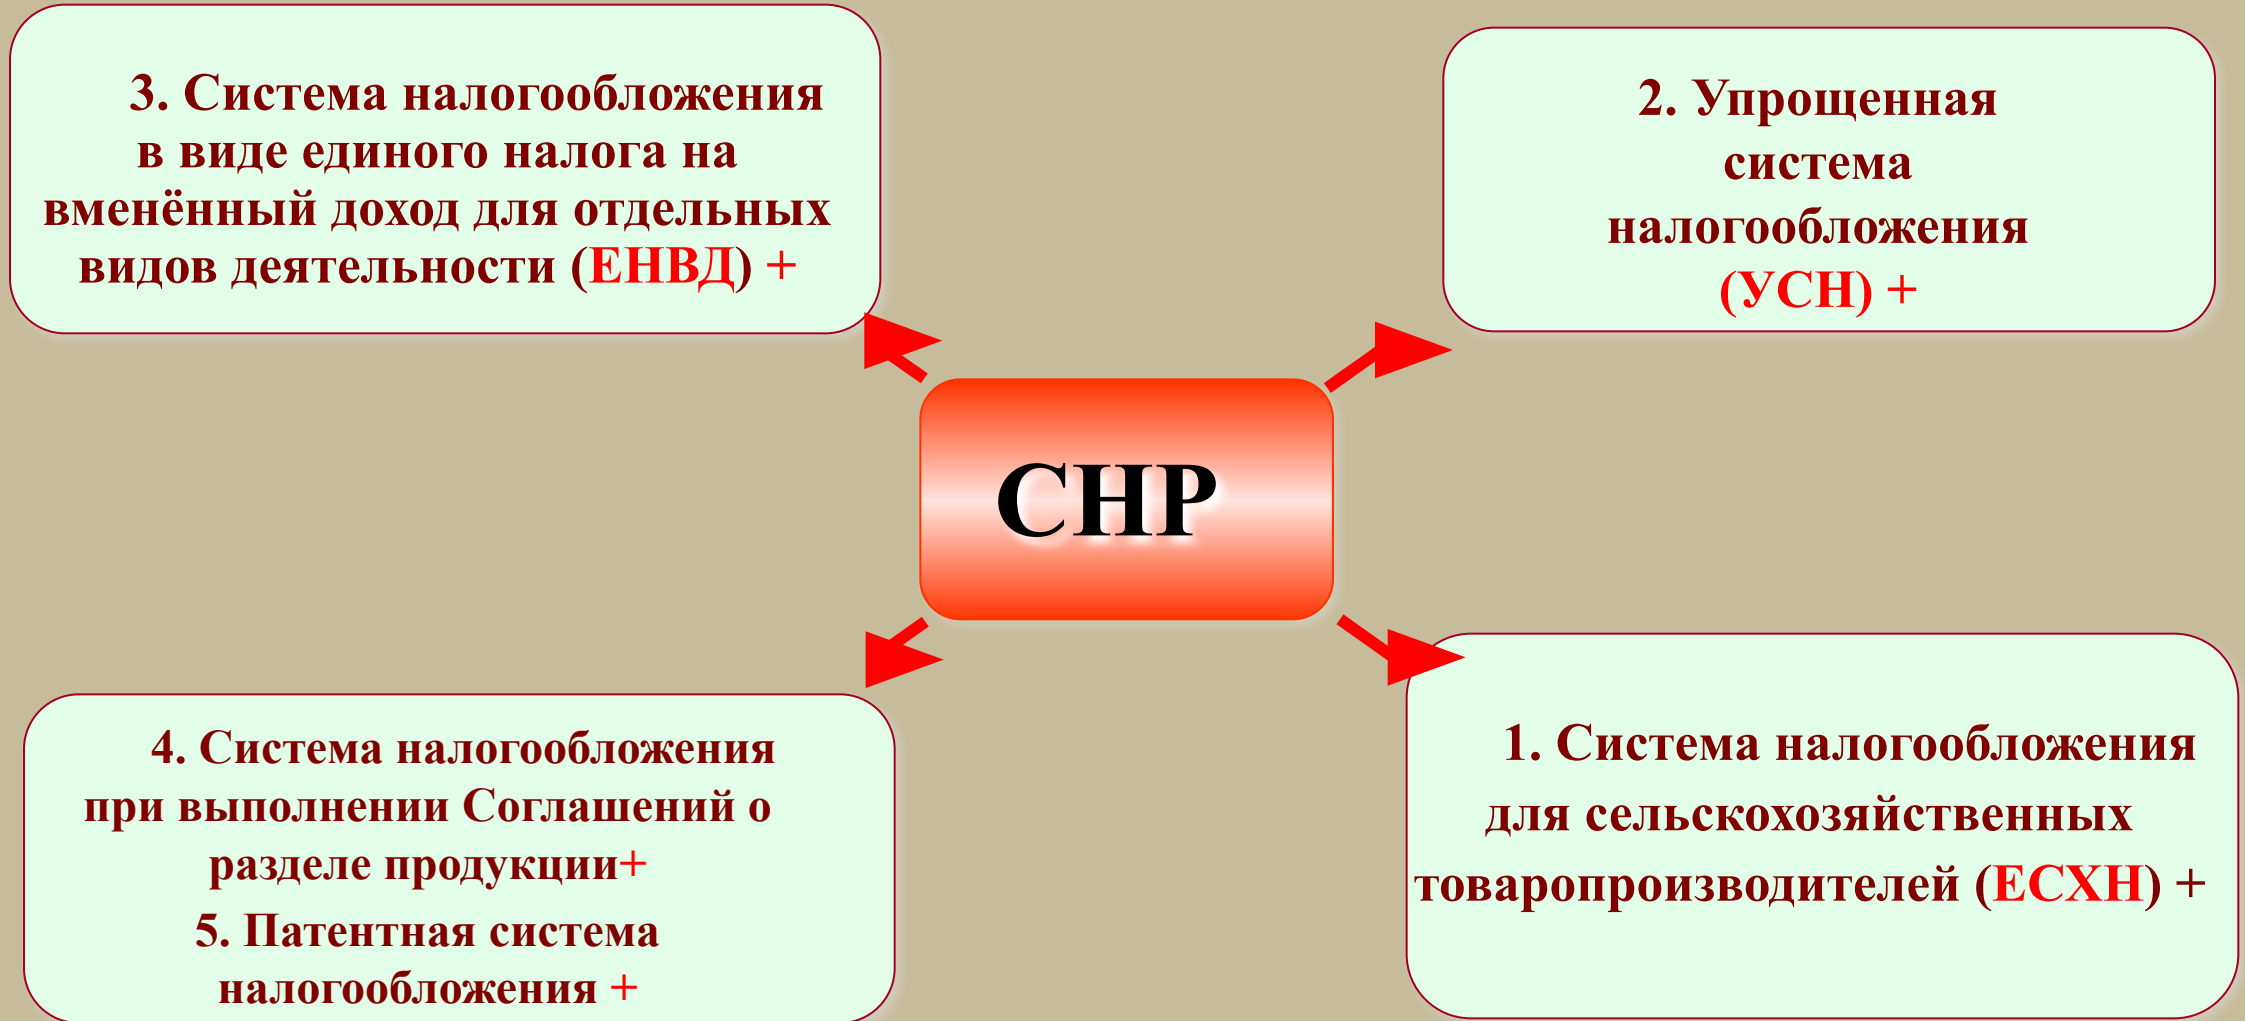 3. Система налогообложения
в виде единого налога на
вменённый доход для отдельных
видов деятельности (ЕНВД) +
2. Упрощенная
система
налогообложения
(УСН) +
СНР
4. Система налогообложения
при выполнении Соглашений о
разделе продукции+
5. Патентная система
налогообложения +
1. Система налогообложения
для сельскохозяйственных
товаропроизводителей (ЕСХН) +